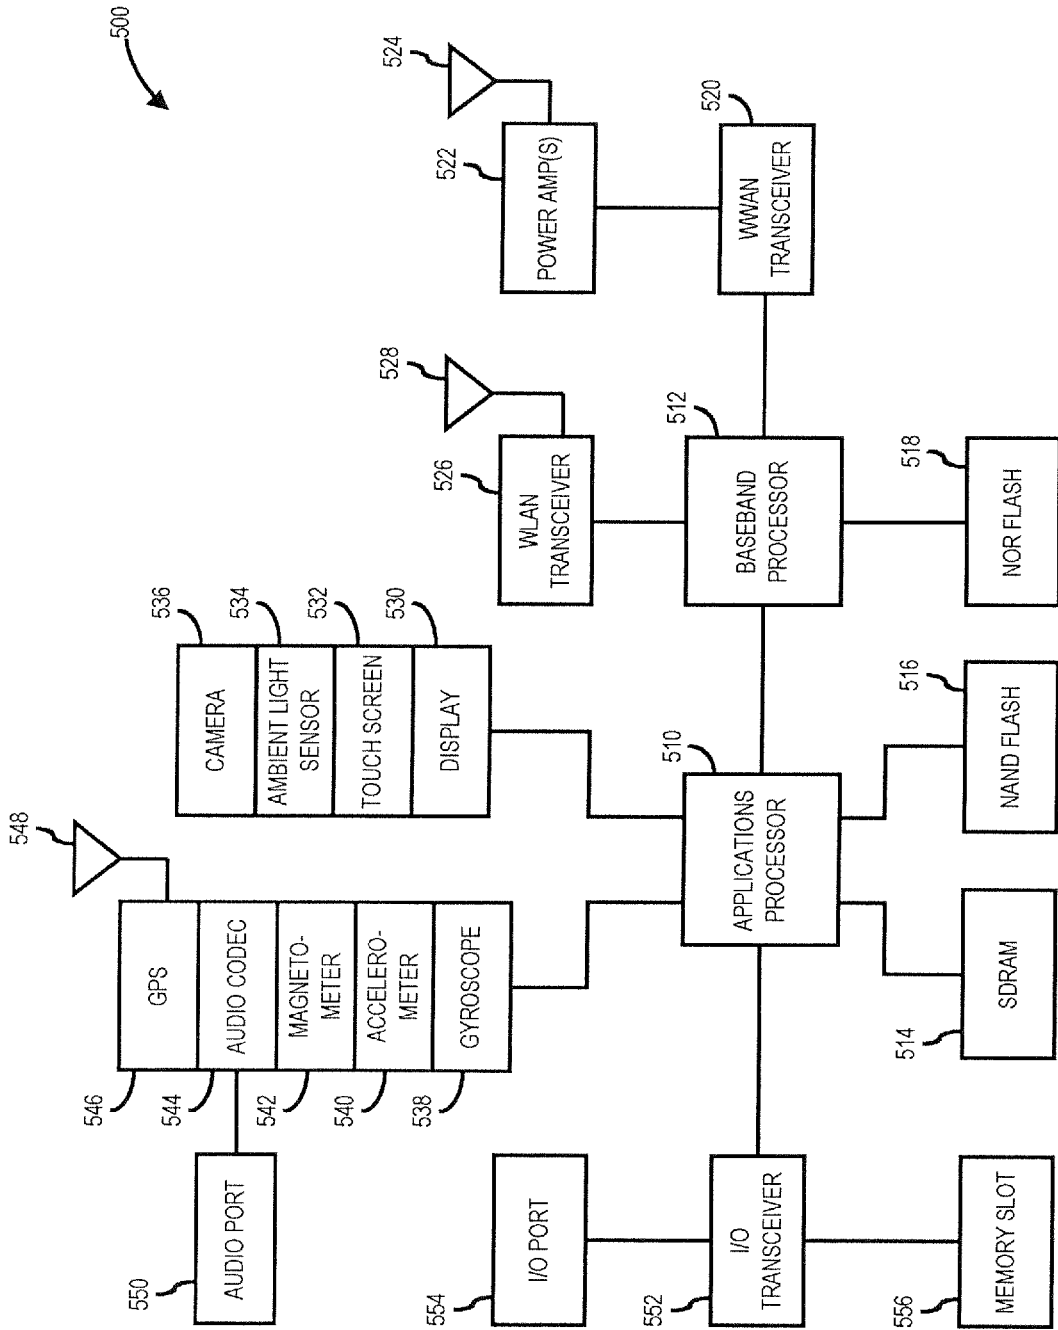 500
548
GPS
AUDIO CODEC
MAGNETO-
METER
ACCELERO-
METER
GYROSCOPE
546
544
542
540
538
AUDIO PORT
550
CAMERA
AMBIENT LIGHT
SENSOR
TOUCH SCREEN
DISPLAY
536
534
532
530
528
WLAN
TRANSCEIVER
526
524
POWER AMP(S)
522
I/O PORT
554
I/O
TRANSCEIVER
552
APPLICATIONS
PROCESSOR
510
BASEBAND
PROCESSOR
512
WWAN
TRANSCEIVER
520
MEMORY SLOT
556
SDRAM
514
NAND FLASH
516
NOR FLASH
518